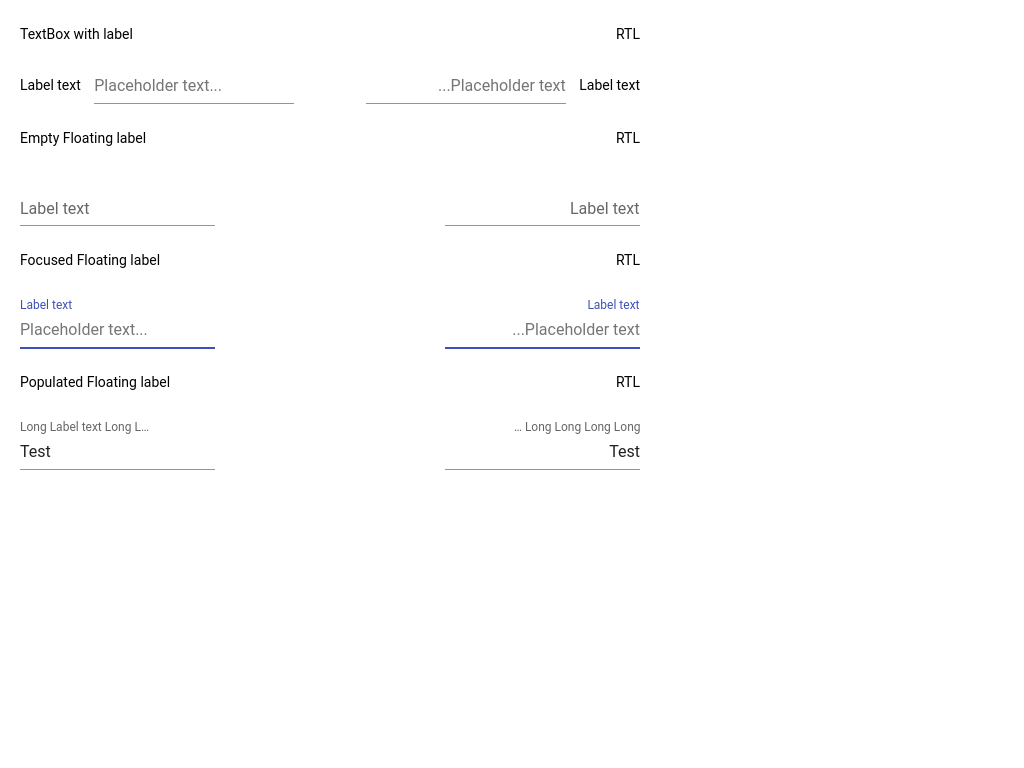 TextBox with label RTL
Label text Placeholder text... ...Placeholder text Label text
Empty Floating label RTL
Label text Label text
Focused Floating label RTL
Label text Label text
Placeholder text... ...Placeholder text
Populated Floating label RTL
Long Label text Long L... ... Long Long Long Long
Test Test